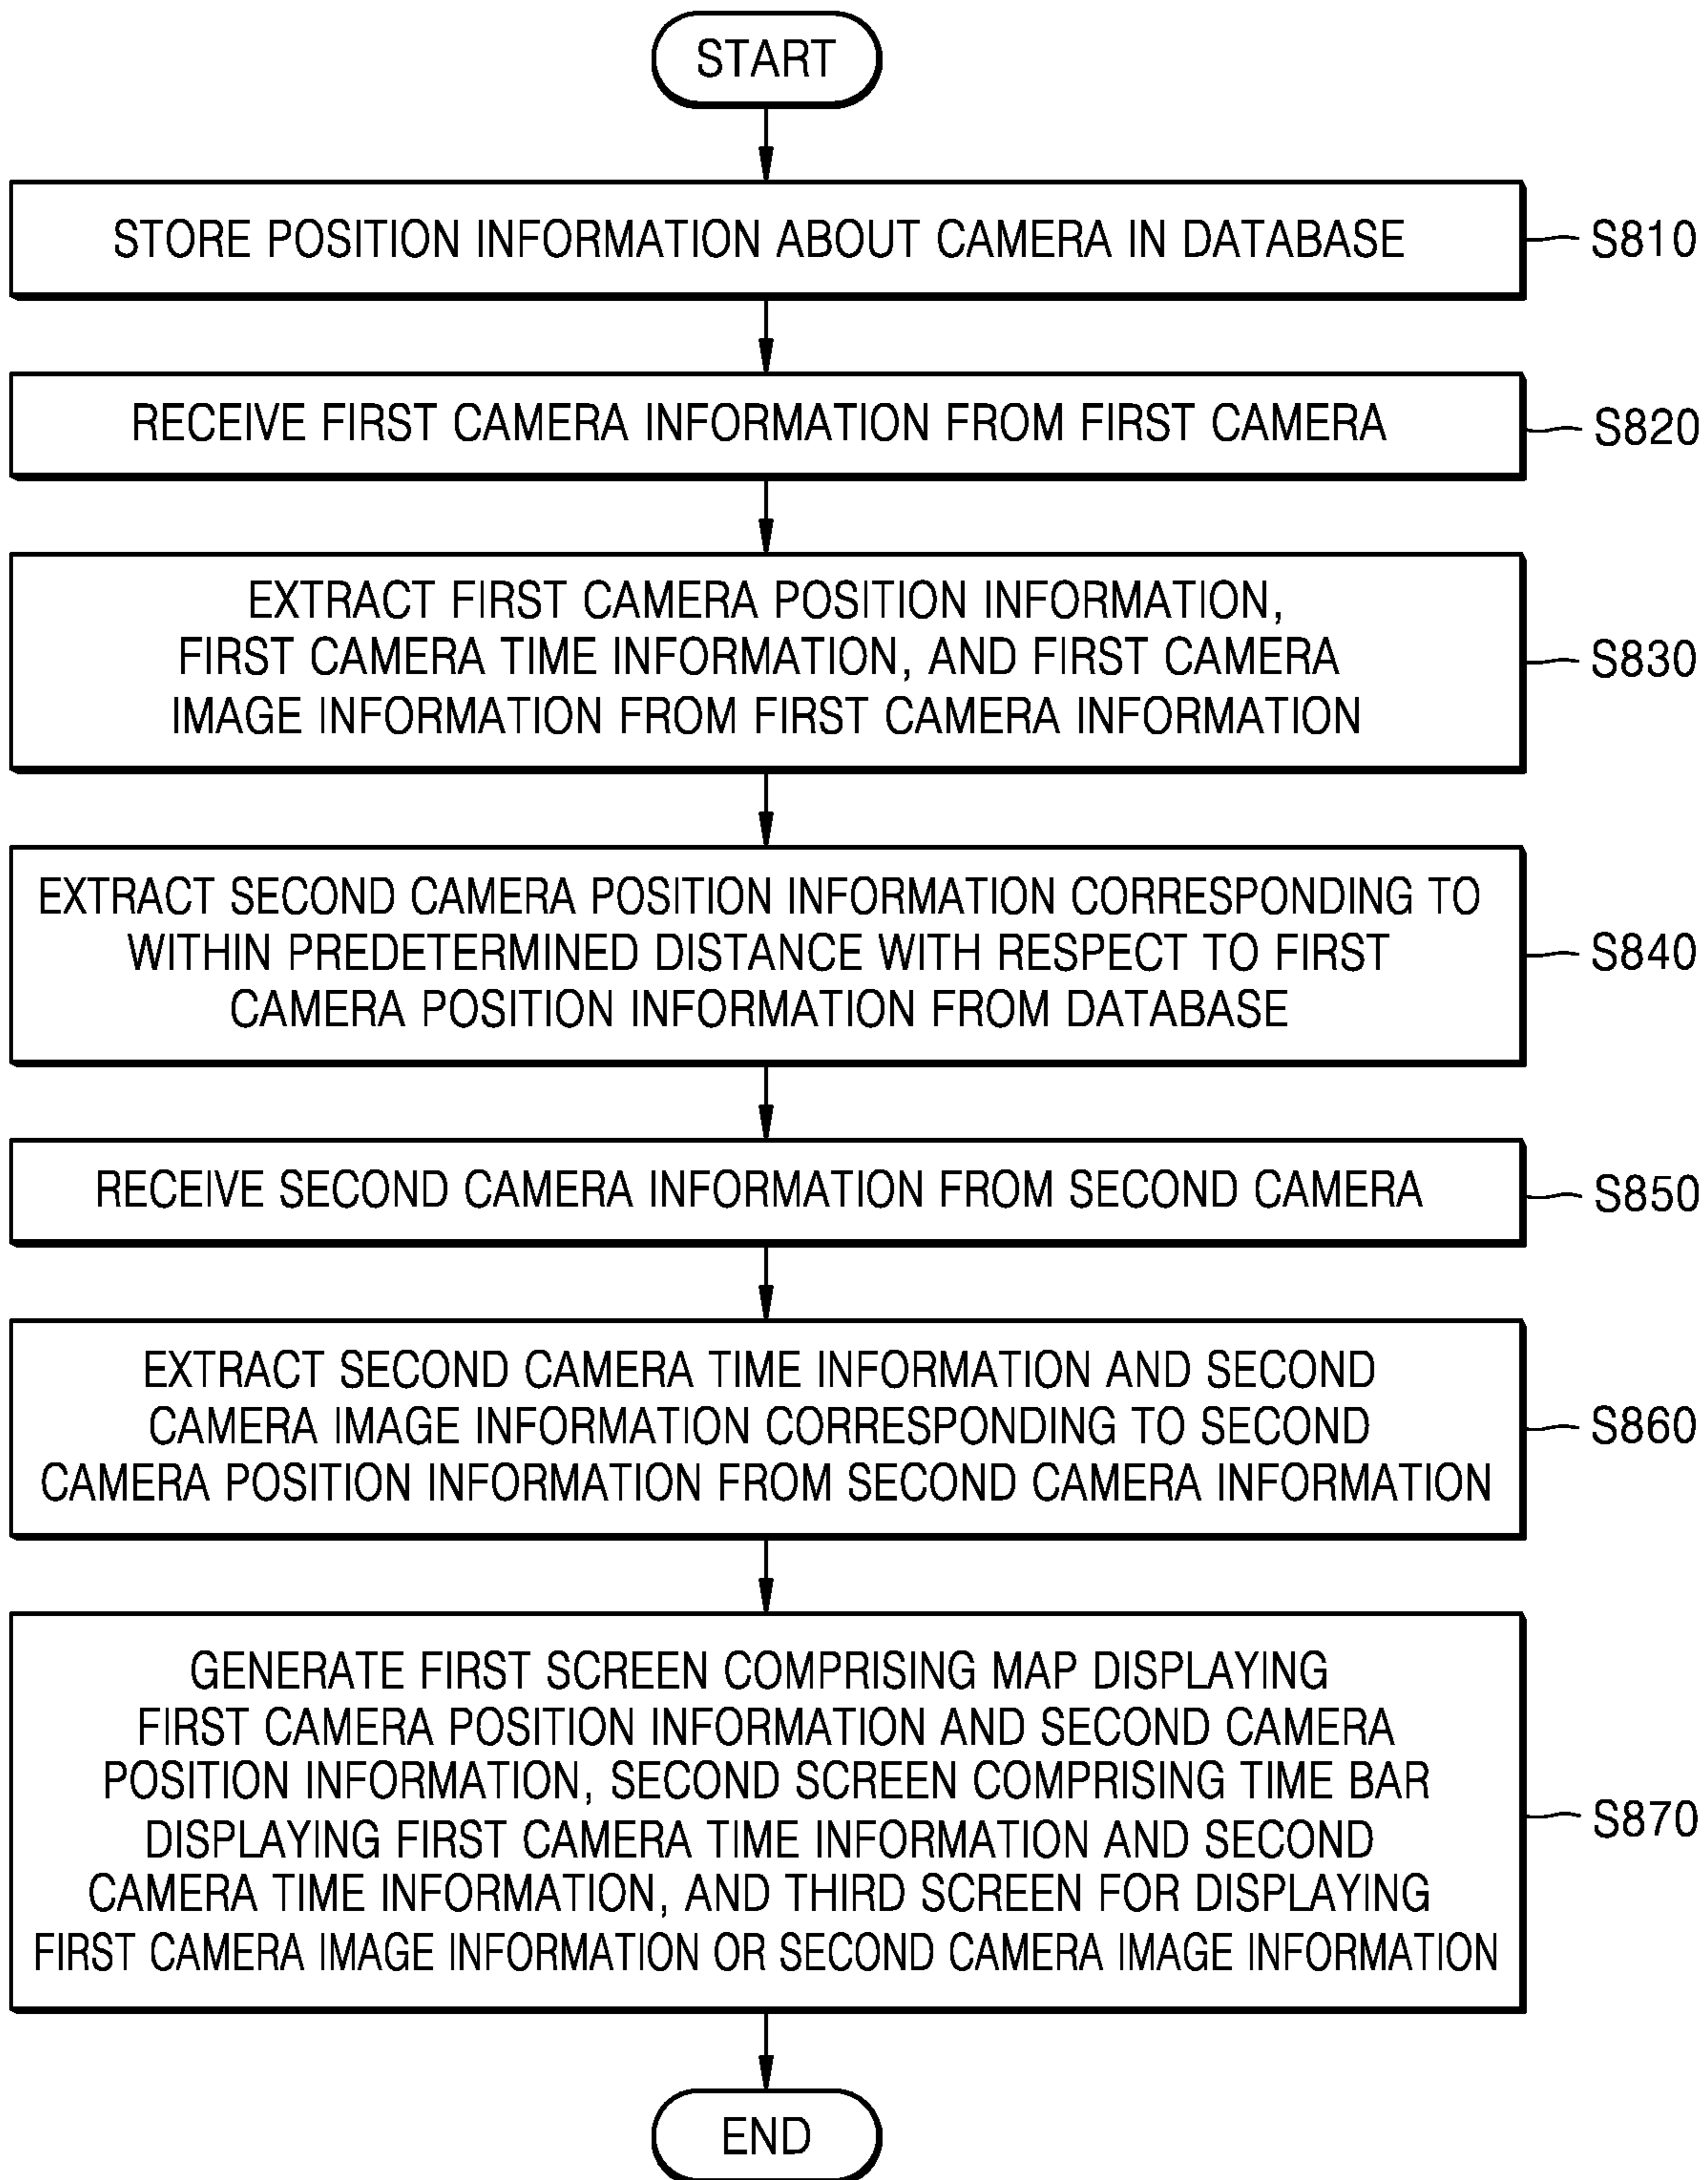 START
STORE POSITION INFORMATION ABOUT CAMERA IN DATABASE
S810
RECEIVE FIRST CAMERA INFORMATION FROM FIRST CAMERA
S820
EXTRACT FIRST CAMERA POSITION INFORMATION,
FIRST CAMERA TIME INFORMATION, AND FIRST CAMERA
IMAGE INFORMATION FROM FIRST CAMERA INFORMATION
S830
EXTRACT SECOND CAMERA POSITION INFORMATION CORRESPONDING TO
WITHIN PREDETERMINED DISTANCE WITH RESPECT TO FIRST
CAMERA POSITION INFORMATION FROM DATABASE
S840
RECEIVE SECOND CAMERA INFORMATION FROM SECOND CAMERA
S850
EXTRACT SECOND CAMERA TIME INFORMATION AND SECOND
CAMERA IMAGE INFORMATION CORRESPONDING TO SECOND
CAMERA POSITION INFORMATION FROM SECOND CAMERA INFORMATION
S860
GENERATE FIRST SCREEN COMPRISING MAP DISPLAYING
FIRST CAMERA POSITION INFORMATION AND SECOND CAMERA
POSITION INFORMATION, SECOND SCREEN COMPRISING TIME BAR
DISPLAYING FIRST CAMERA TIME INFORMATION AND SECOND
CAMERA TIME INFORMATION, AND THIRD SCREEN FOR DISPLAYING
FIRST CAMERA IMAGE INFORMATION OR SECOND CAMERA IMAGE INFORMATION
S870
END